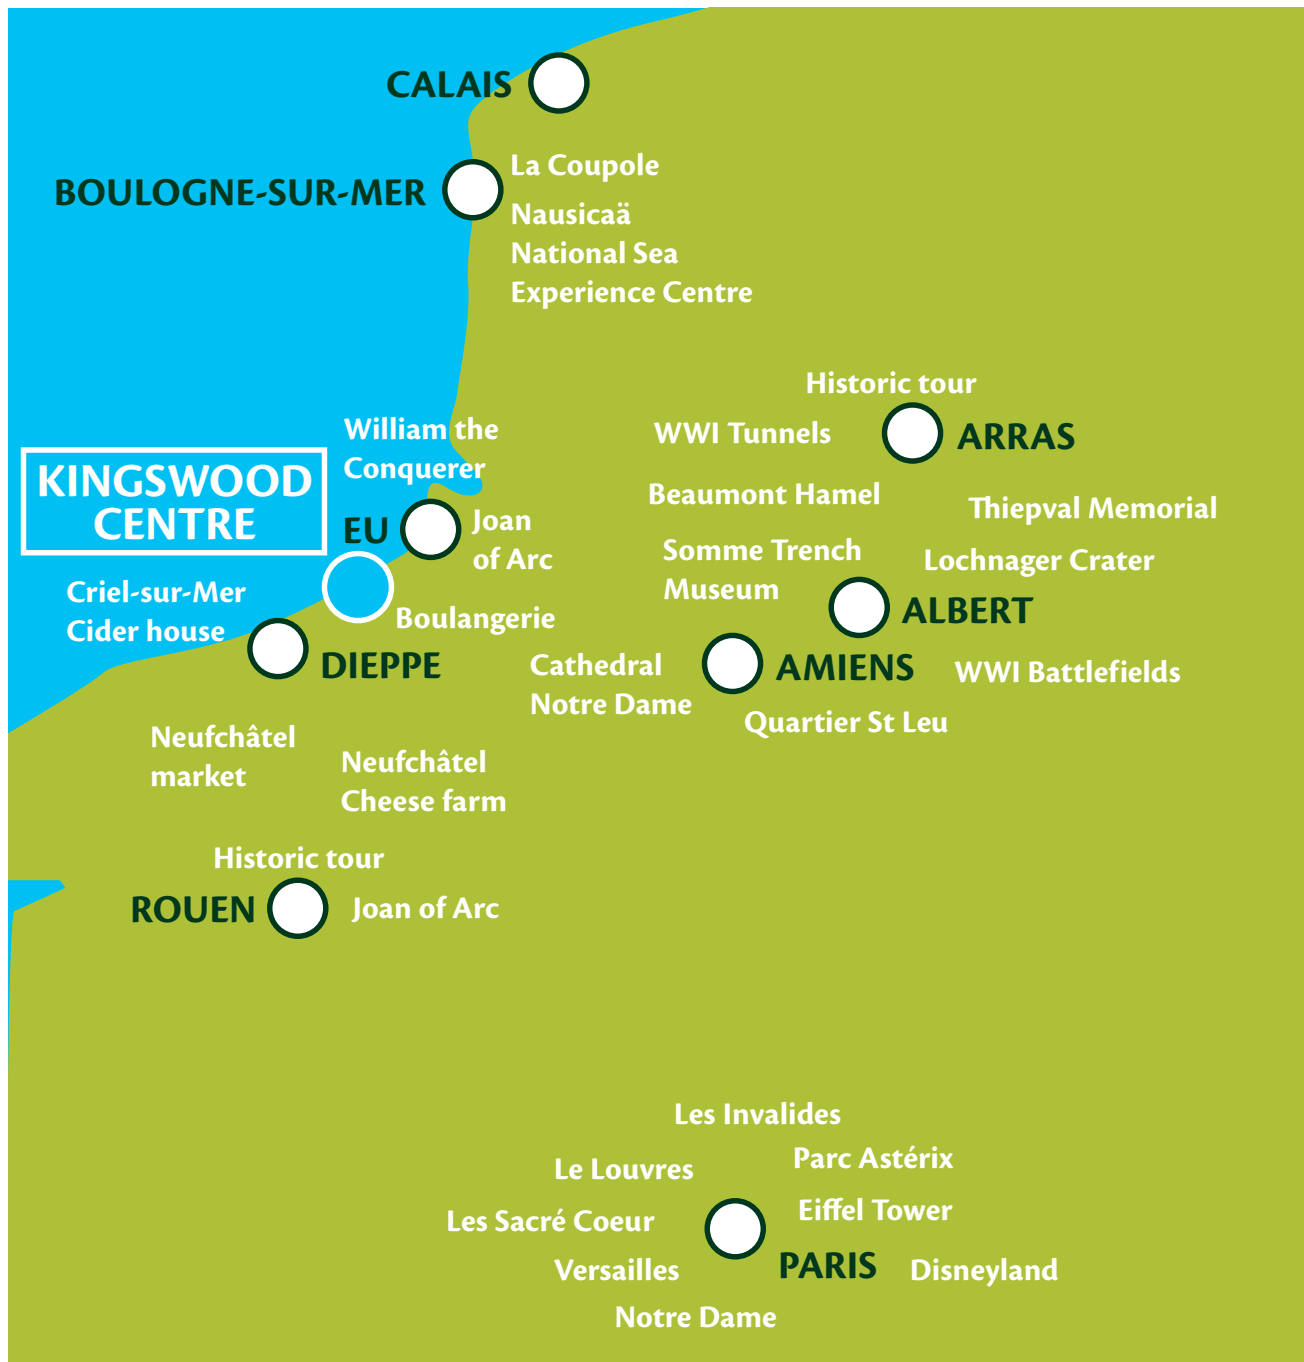 CALAIS
La Coupole
BOULOGNE-SUR-MER
Nausicaä
National Sea
Experience Centre
Historic tour
WWI Tunnels
ARRAS
William the
Conquerer
KINGSWOOD
CENTRE
Beaumont Hamel
Thiepval Memorial
EU
Joan
of Arc
Somme Trench
Museum
Lochnager Crater
Criel-sur-Mer
Cider house
Boulangerie
ALBERT
DIEPPE
Cathedral
Notre Dame
AMIENS
WWI Battlefields
Quartier St Leu
Neufchâtel
market
Neufchâtel
Cheese farm
Historic tour
ROUEN
Joan of Arc
Les Invalides
Parc Astérix
Le Louvres
Eiffel Tower
Les Sacré Coeur
PARIS
Versailles
Disneyland
Notre Dame